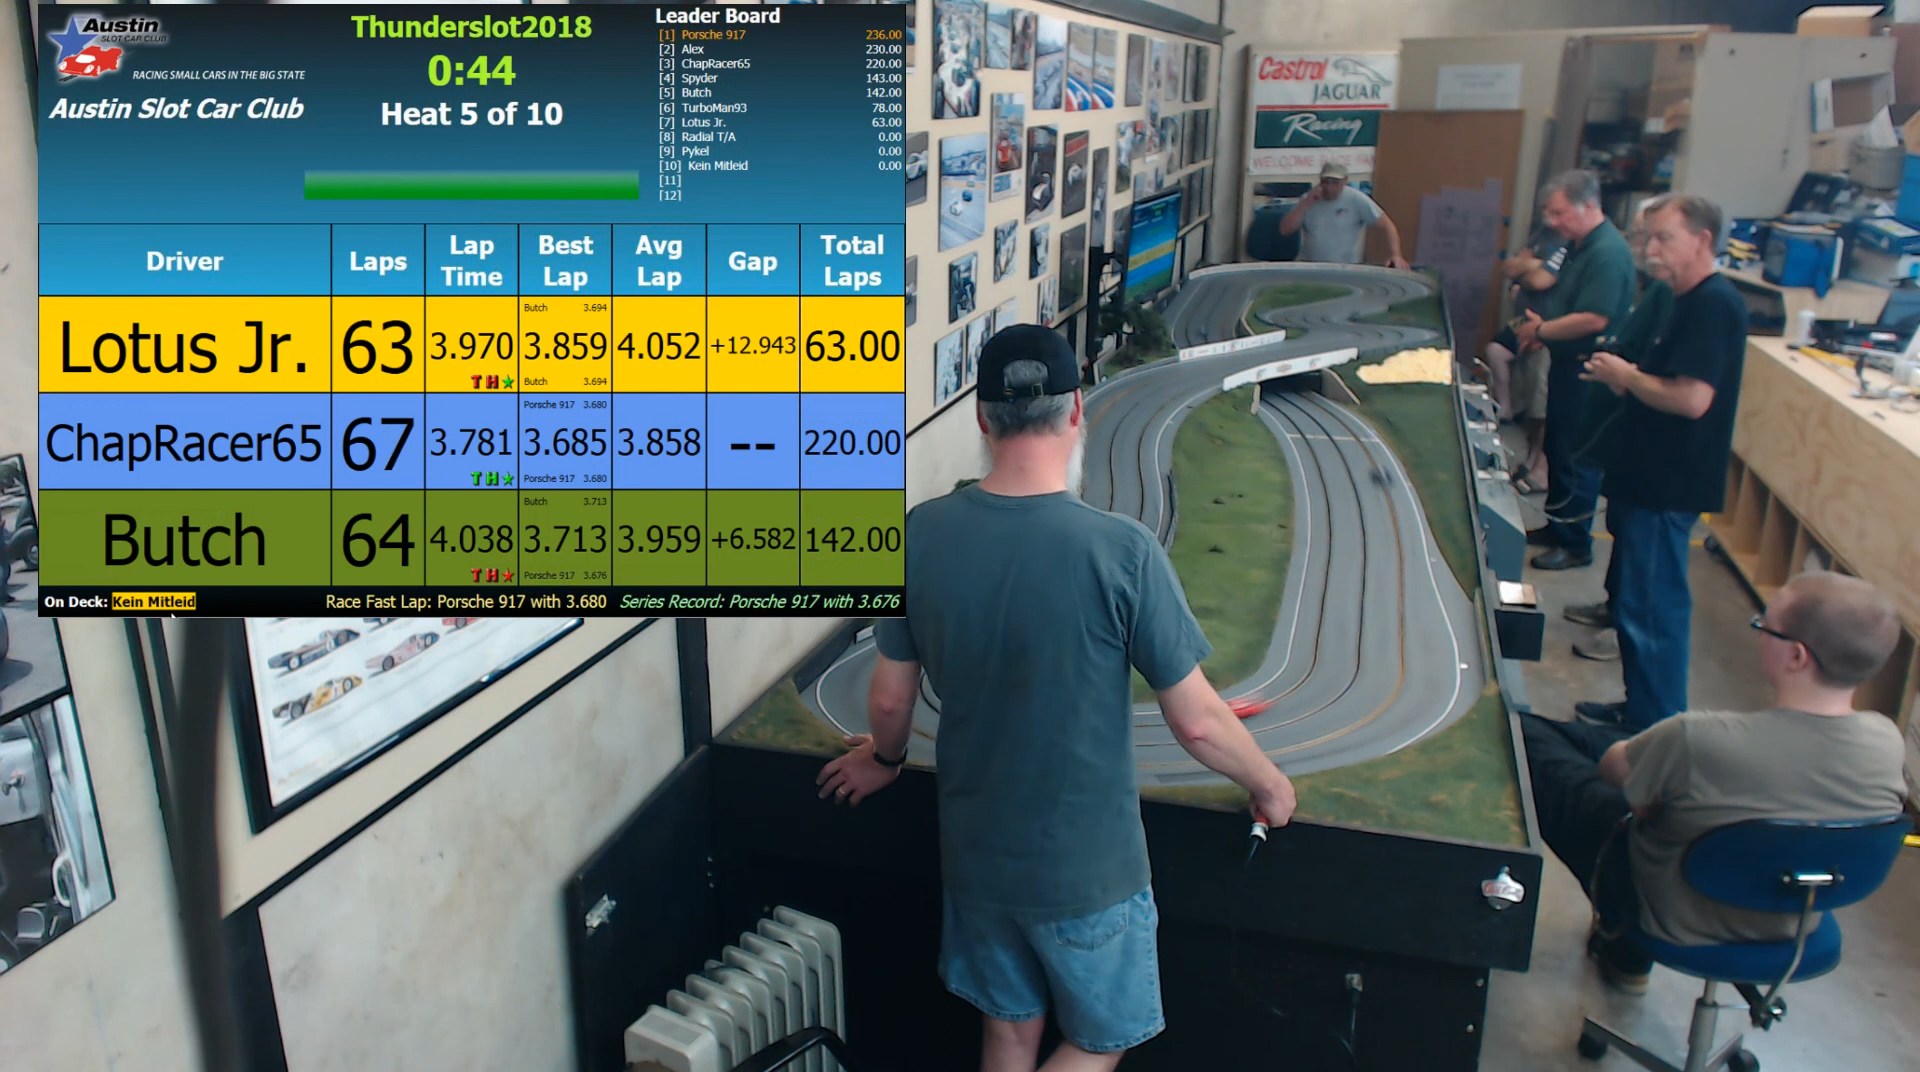 Austin
SLOT CAR CLUB
RACING SMALL CARS IN THE BIG STATE
Austin Slot Car Club
Thunderslot2018
0:44
Heat 5 of 10
Leader Board
[1] Porsche 917 236.00
[2] Alex 230.00
[3] ChapRacer65 220.00
[4] Spyder 143.00
[5] Butch 142.00
[6] TurboMan93 78.00
[7] Lotus Jr. 63.00
[8] Radial T/A 0.00
[9] Pykel 0.00
[10] Kein Mitleid 0.00
[11]
[12]
Driver Laps Lap Time Best Lap Avg Lap Gap Total Laps
Butch 3.694
Lotus Jr. 63 3.970 3.859 4.052 +12.943 63.00
T H Butch 3.694
Porsche 917 3.680
ChapRacer65 67 3.781 3.685 3.858 -- 220.00
T H Porsche 917 3.680
Butch 3.713
Butch 64 4.038 3.713 3.959 +6.582 142.00
T H Porsche 917 3.676
On Deck: Kein Mitleid Race Fast Lap: Porsche 917 with 3.680 Series Record: Porsche 917 with 3.676
Castrol
JAGUAR
Racing
WELCOME RACE FA